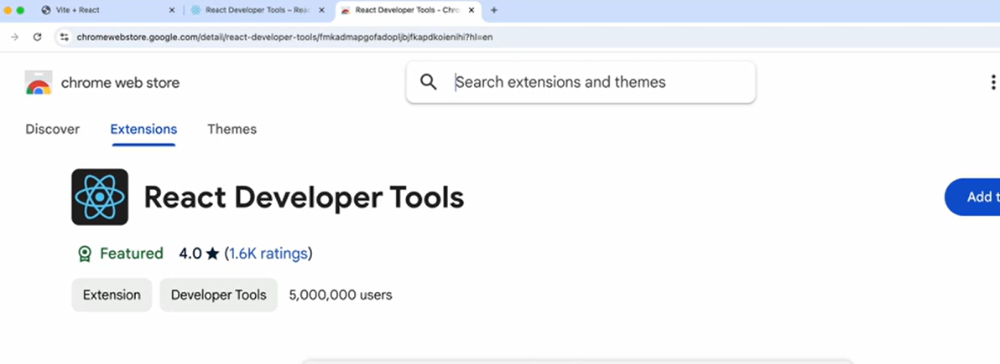 Vite + React
React Developer Tools – Reac
React Developer Tools - Chro
chromewebstore.google.com/detail/react-developer-tools/fmkadmapgofadopljbjfkapdkoienihi?hl=en
chrome web store
Search extensions and themes
Discover
Extensions
Themes
React Developer Tools
Add t
Featured 4.0 ★ (1.6K ratings)
Extension
Developer Tools
5,000,000 users